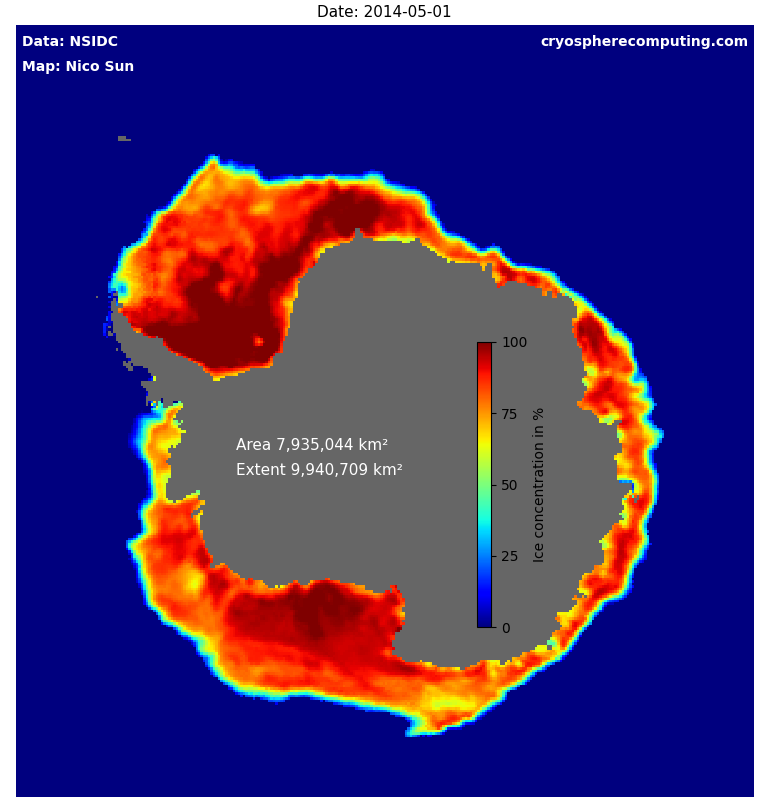 Date: 2014-05-01
Data: NSIDC
cryospherecomputing.com
Map: Nico Sun
Area 7,935,044 km²
Extent 9,940,709 km²
100
75
50
25
0
Ice concentration in %